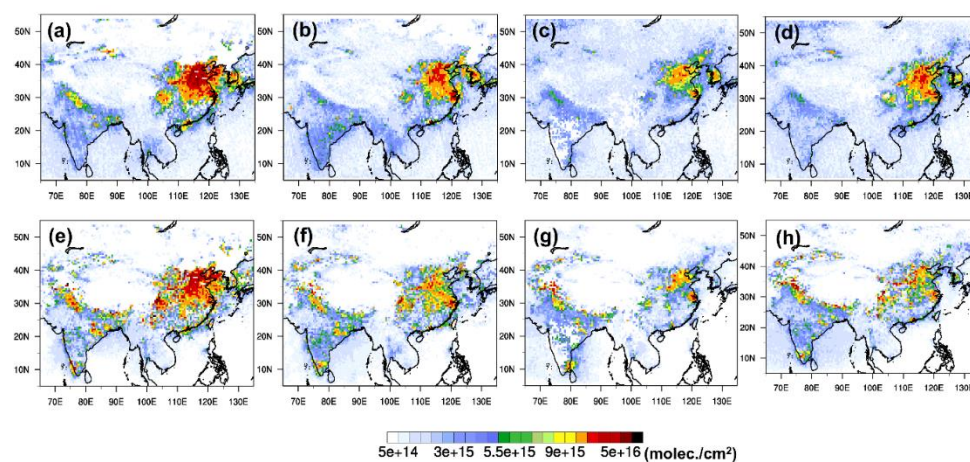 (a) (b) (c) (d)
50N 50N 50N 50N
40N 40N 40N 40N
30N 30N 30N 30N
20N 20N 20N 20N
10N 10N 10N 10N
70E 80E 90E 100E 110E 120E 130E 70E 80E 90E 100E 110E 120E 130E 70E 80E 90E 100E 110E 120E 130E 70E 80E 90E 100E 110E 120E 130E
(e) (f) (g) (h)
50N 50N 50N 50N
40N 40N 40N 40N
30N 30N 30N 30N
20N 20N 20N 20N
10N 10N 10N 10N
70E 80E 90E 100E 110E 120E 130E 70E 80E 90E 100E 110E 120E 130E 70E 80E 90E 100E 110E 120E 130E 70E 80E 90E 100E 110E 120E 130E
5e+14 3e+15 5.5e+15 9e+15 5e+16 (molec./cm²)